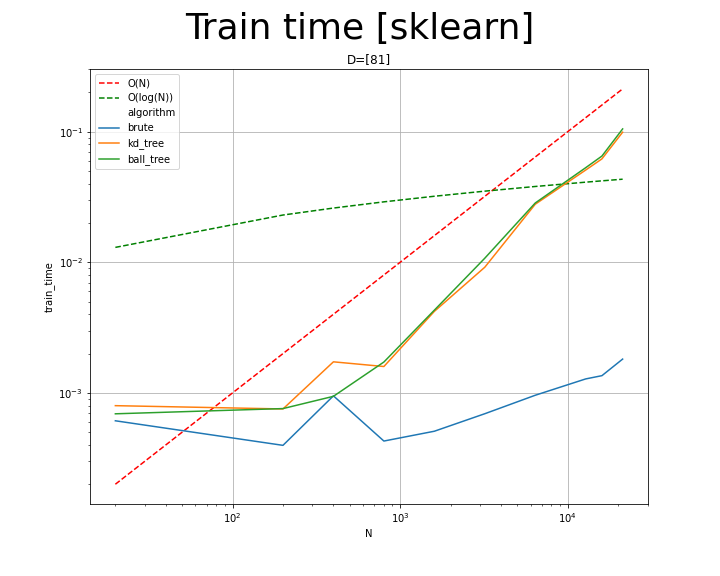 Train time [sklearn]
D=[81]
O(N)
O(log(N))
algorithm
brute
kd_tree
ball_tree
train_time
10⁻¹
10⁻²
10⁻³
10² 10³ 10⁴
N